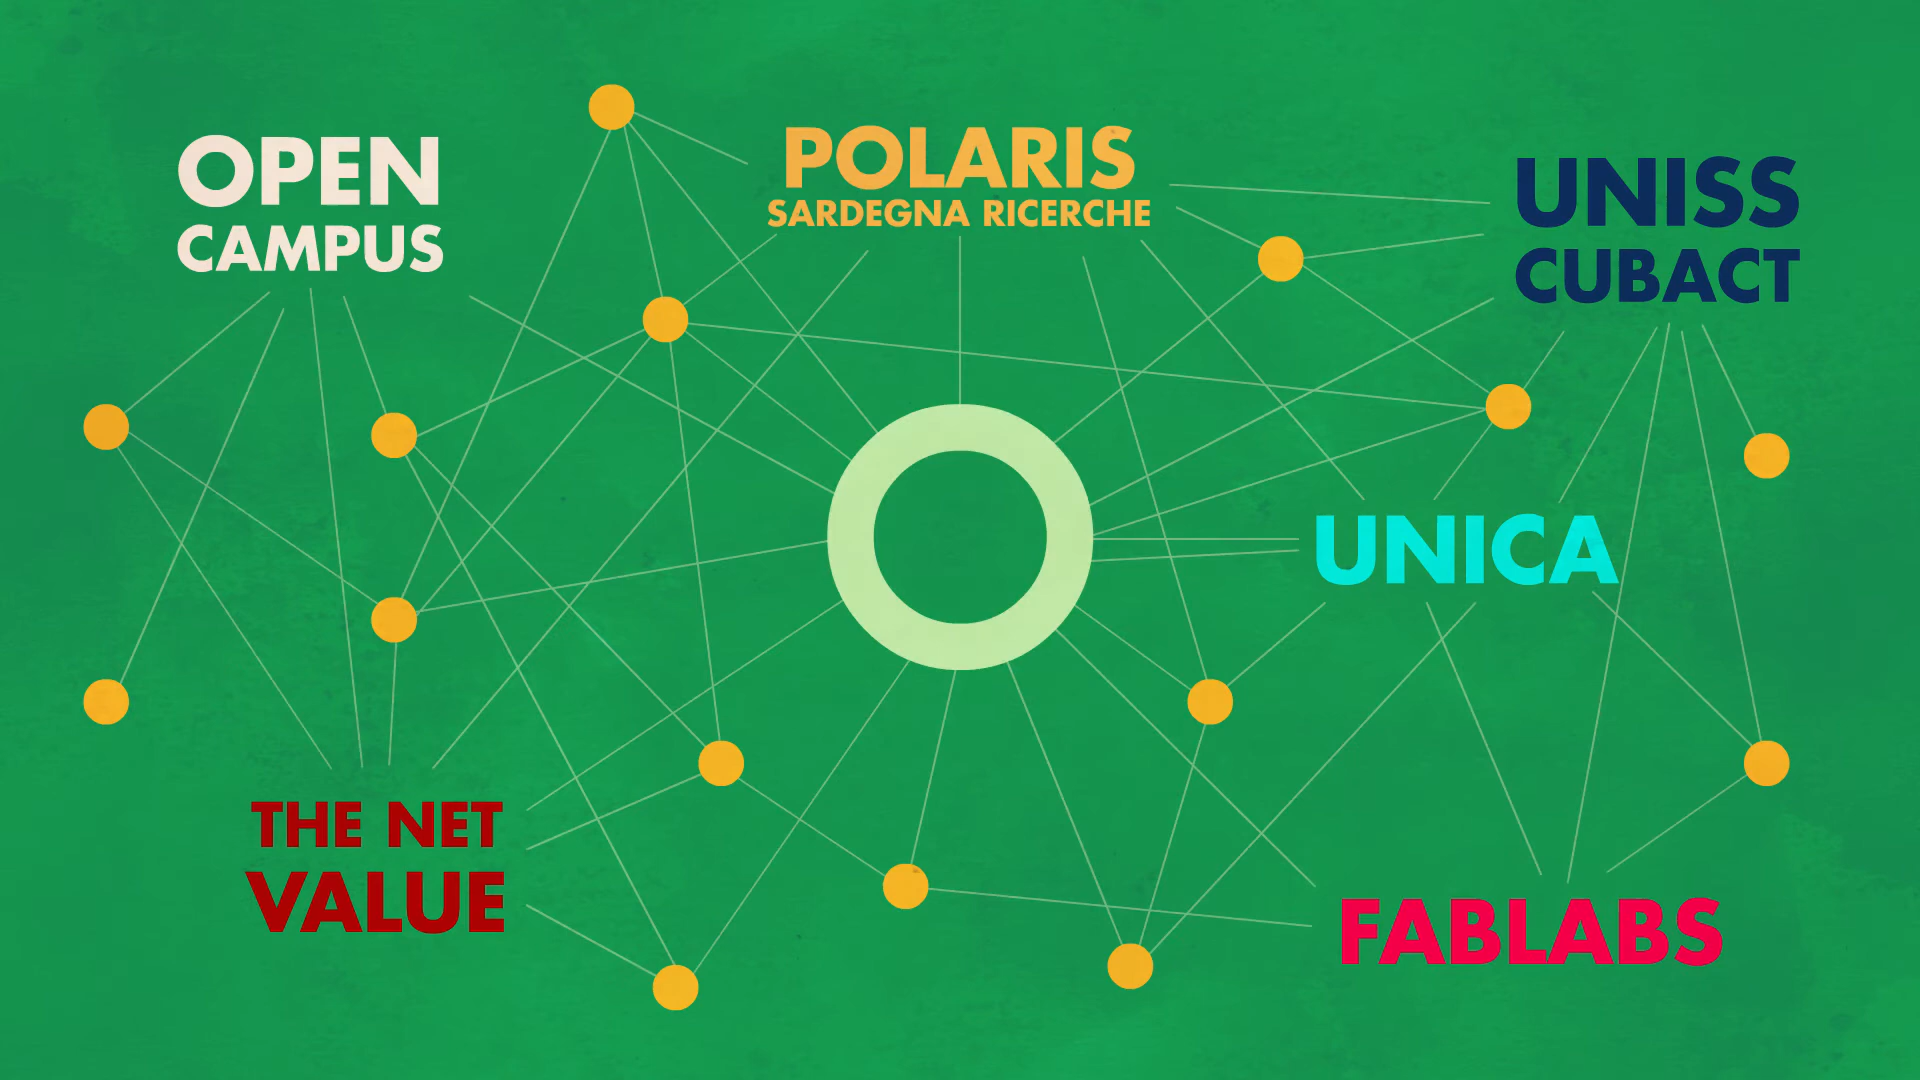 OPEN
CAMPUS
POLARIS
SARDEGNA RICERCHE
UNISS
CUBACT
UNICA
THE NET
VALUE
FABLABS